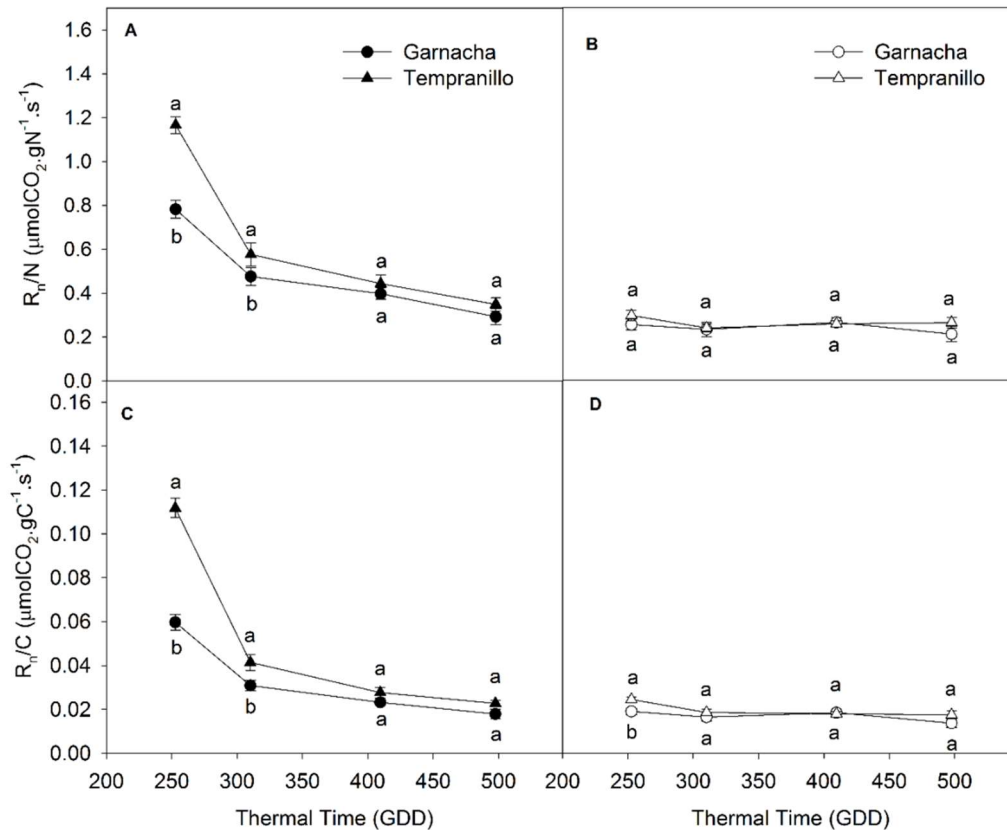 A
Garnacha
Tempranillo
1.6
1.4
1.2
1.0
0.8
0.6
0.4
0.2
0.0
Rn/N (µmolCO2.gN-1.s-1)
a
b
a
b
a
a
a
a
B
Garnacha
Tempranillo
a
a
a
a
a
a
a
a
C
0.16
0.14
0.12
0.10
0.08
0.06
0.04
0.02
0.00
Rn/C (µmolCO2.gC-1.s-1)
a
b
a
b
a
a
a
a
D
a
b
a
a
a
a
a
a
200 250 300 350 400 450 500 200 250 300 350 400 450 500
Thermal Time (GDD) Thermal Time (GDD)